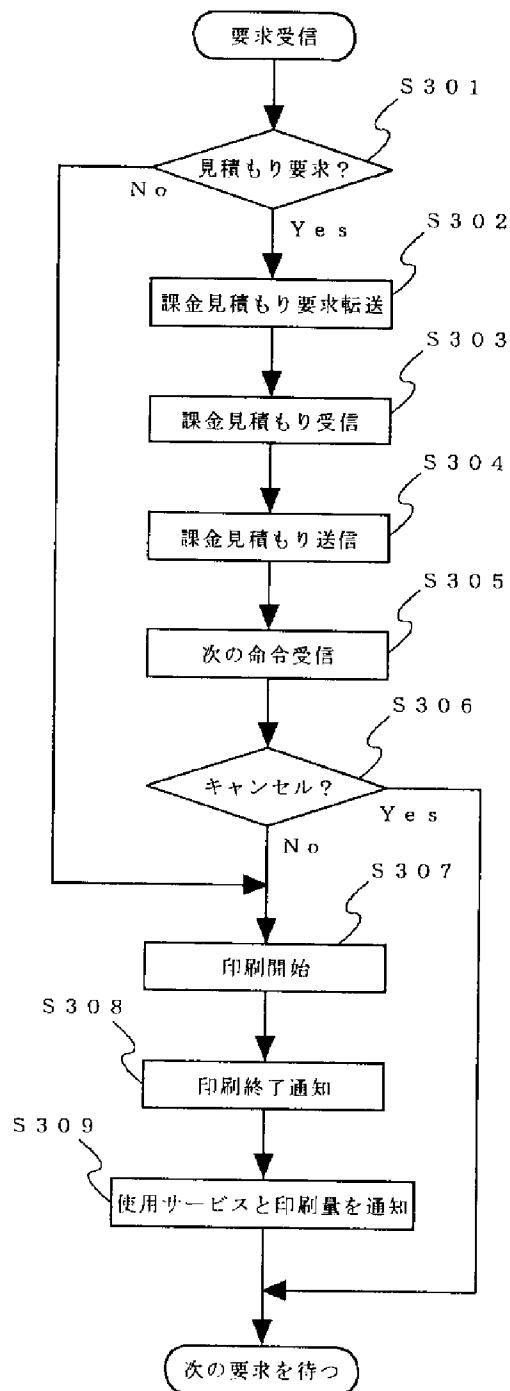 要求受信
S301
見積もり要求?
No
Yes
S302
課金見積もり要求転送
S303
課金見積もり受信
S304
課金見積もり送信
S305
次の命令受信
S306
キャンセル?
Yes
No
S307
印刷開始
S308
印刷終了通知
S309
使用サービスと印刷量を通知
次の要求を待つ